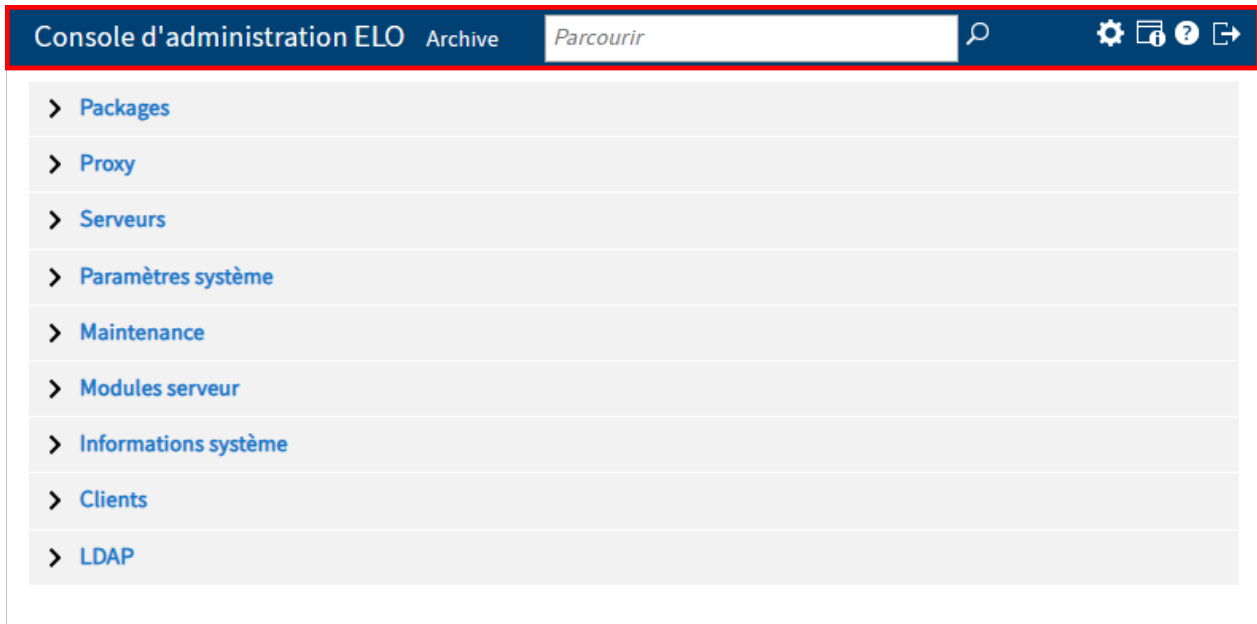 Console d'administration ELO Archive Parcourir
Packages
Proxy
Serveurs
Paramètres système
Maintenance
Modules serveur
Informations système
Clients
LDAP